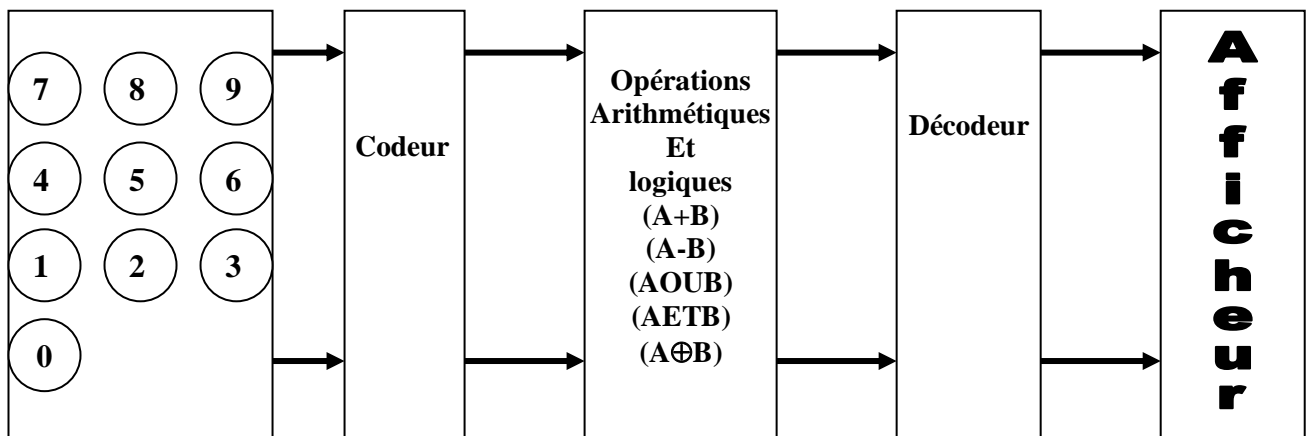 7 8 9
4 5 6
1 2 3
0
Codeur
Opérations
Arithmétiques
Et
logiques
(A+B)
(A-B)
(AOUB)
(AETB)
(A⊕B)
Décodeur
A
f
f
i
c
h
e
u
r